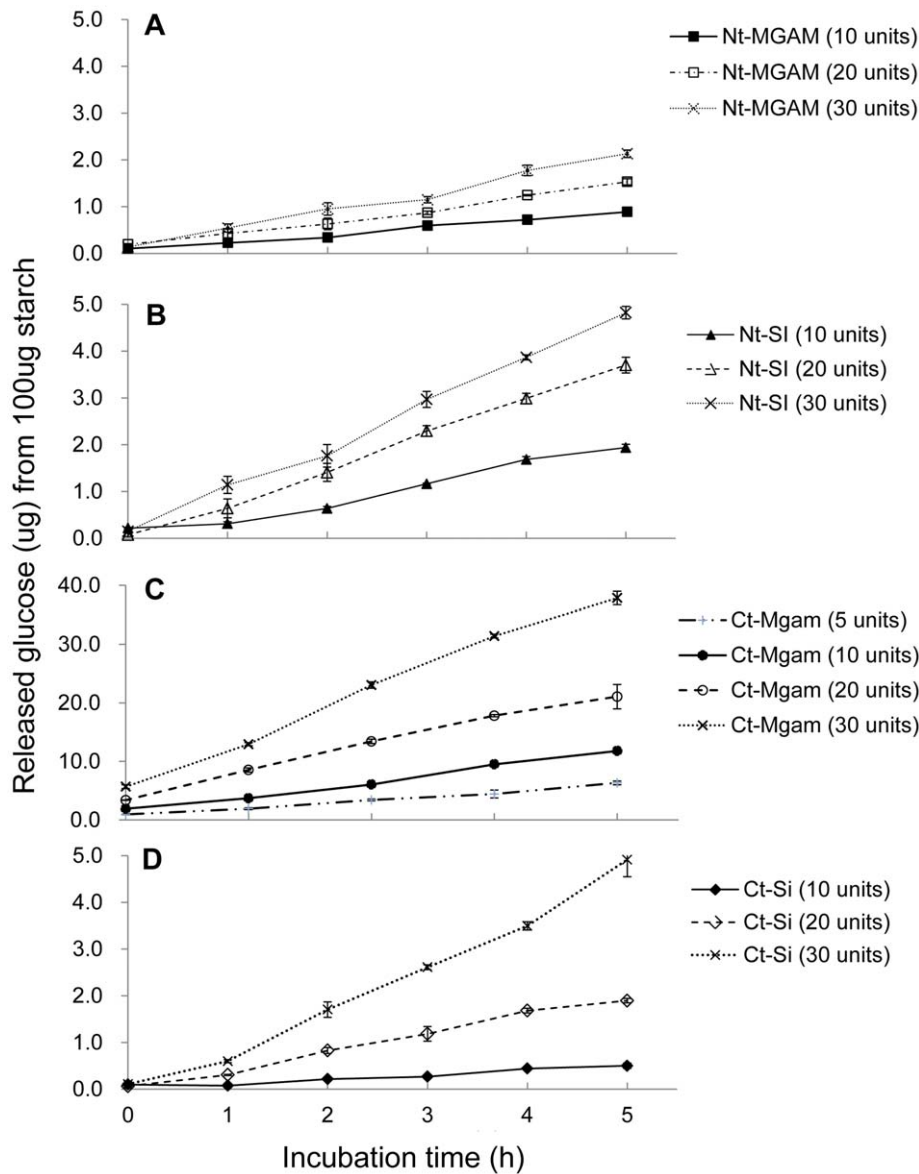 Released glucose (ug) from 100ug starch
A
5.0
4.0
3.0
2.0
1.0
0.0
Nt-MGAM (10 units)
Nt-MGAM (20 units)
Nt-MGAM (30 units)
B
5.0
4.0
3.0
2.0
1.0
0.0
Nt-SI (10 units)
Nt-SI (20 units)
Nt-SI (30 units)
C
40.0
30.0
20.0
10.0
0.0
Ct-Mgam (5 units)
Ct-Mgam (10 units)
Ct-Mgam (20 units)
Ct-Mgam (30 units)
D
5.0
4.0
3.0
2.0
1.0
0.0
Ct-Si (10 units)
Ct-Si (20 units)
Ct-Si (30 units)
0 1 2 3 4 5
Incubation time (h)